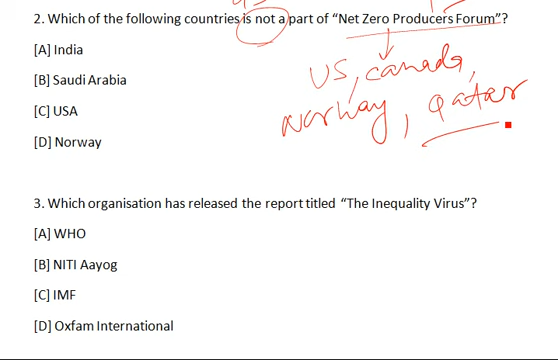 2. Which of the following countries is not a part of “Net Zero Producers Forum”?
[A] India
[B] Saudi Arabia
[C] USA
[D] Norway
US, canada,
Norway, Qatar
3. Which organisation has released the report titled “The Inequality Virus”?
[A] WHO
[B] NITI Aayog
[C] IMF
[D] Oxfam International